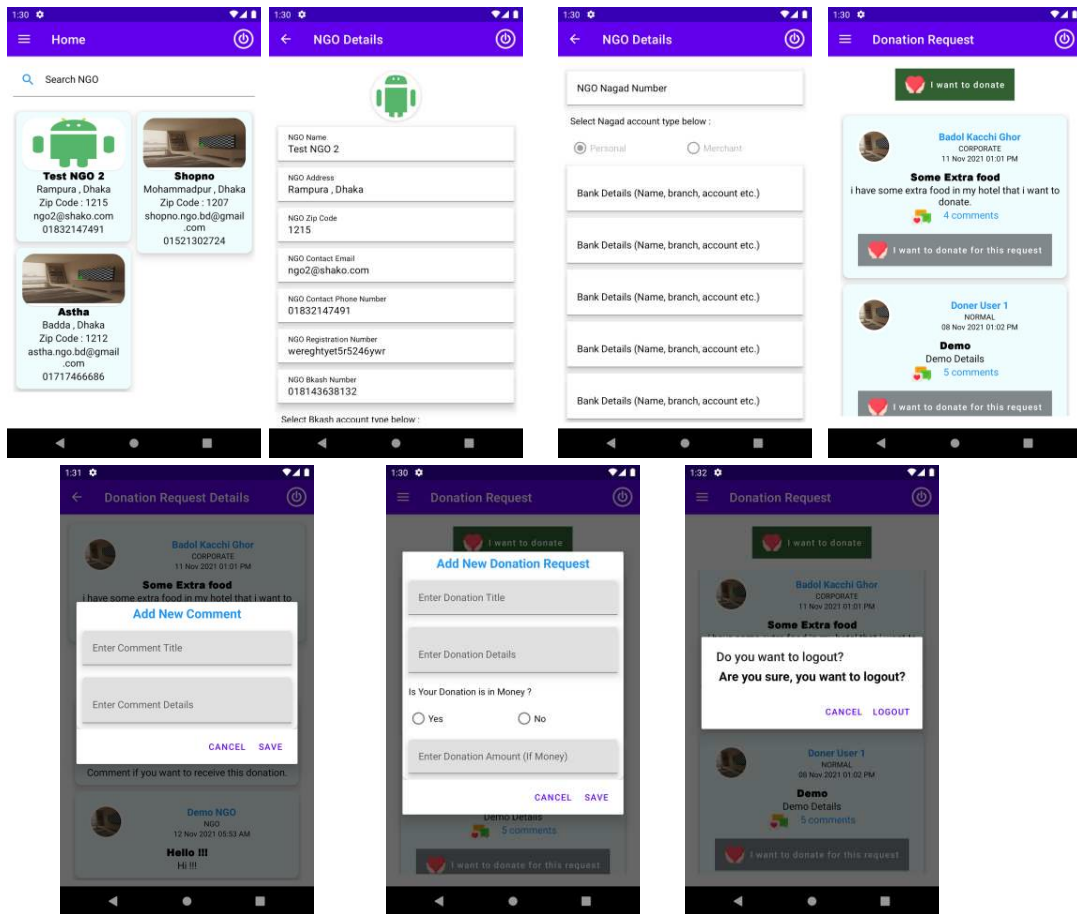 1:30
Home
Search NGO
Test NGO 2
Rampura , Dhaka
Zip Code : 1215
ngo2@shako.com
01832147491
Shopno
Mohammadpur , Dhaka
Zip Code : 1207
shopno.ngo.bd@gmail
.com
01521302724
Astha
Badda , Dhaka
Zip Code : 1212
astha.ngo.bd@gmail
.com
01717466686
1:30
NGO Details
NGO Name
Test NGO 2
NGO Address
Rampura , Dhaka
NGO Zip Code
1215
NGO Contact Email
ngo2@shako.com
NGO Contact Phone Number
01832147491
NGO Registration Number
wereghtyet5r5246ywr
NGO Bkash Number
018143638132
Select Bkash account type below :
1:30
NGO Details
NGO Nagad Number
Select Nagad account type below :
Personal
Merchant
Bank Details (Name, branch, account etc.)
Bank Details (Name, branch, account etc.)
Bank Details (Name, branch, account etc.)
Bank Details (Name, branch, account etc.)
Bank Details (Name, branch, account etc.)
1:30
Donation Request
I want to donate
Badol Kacchi Ghor
CORPORATE
11 Nov 2021 01:01 PM
Some Extra food
i have some extra food in my hotel that i want to
donate.
4 comments
I want to donate for this request
Doner User 1
NORMAL
08 Nov 2021 01:02 PM
Demo
Demo Details
5 comments
I want to donate for this request
1:31
Donation Request Details
Badol Kacchi Ghor
CORPORATE
11 Nov 2021 01:01 PM
Some Extra food
i have some extra food in my hotel that i want to
Add New Comment
Enter Comment Title
Enter Comment Details
CANCEL SAVE
Comment if you want to receive this donation.
Demo NGO
NGO
12 Nov 2021 05:53 AM
Hello !!!
Hi !!!
1:30
Donation Request
I want to donate
Add New Donation Request
Enter Donation Title
Enter Donation Details
Is Your Donation is in Money ?
Yes
No
Enter Donation Amount (If Money)
CANCEL SAVE
Demo Details
5 comments
I want to donate for this request
1:32
Donation Request
I want to donate
Badol Kacchi Ghor
CORPORATE
11 Nov 2021 01:01 PM
Some Extra food
Do you want to logout?
Are you sure, you want to logout?
CANCEL LOGOUT
Doner User 1
NORMAL
08 Nov 2021 01:02 PM
Demo
Demo Details
5 comments
I want to donate for this request